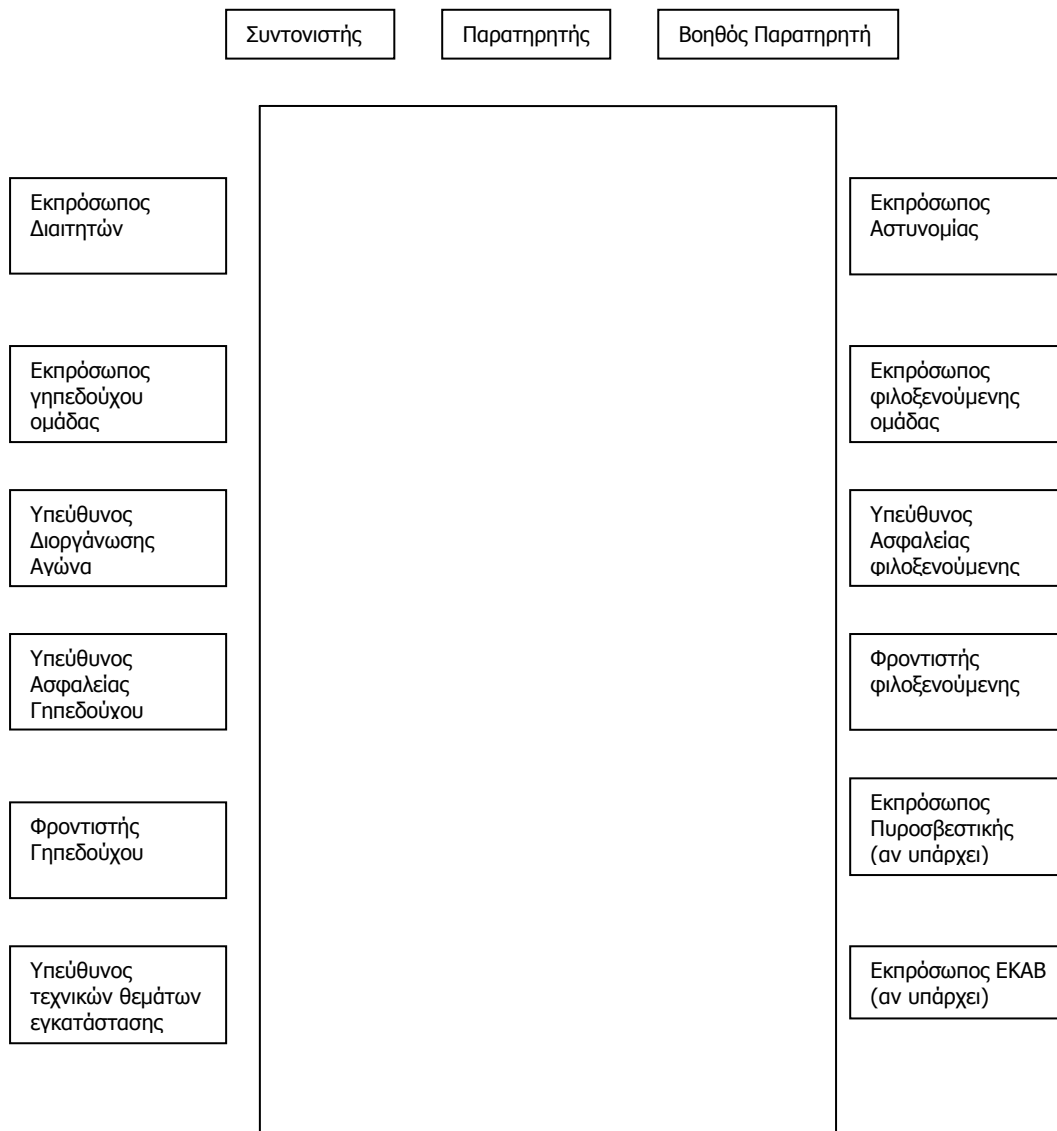 Συντονιστής
Παρατηρητής
Βοηθός Παρατηρητή
Εκπρόσωπος
Διαιτητών
Εκπρόσωπος
Αστυνομίας
Εκπρόσωπος
γηπεδούχου
ομάδας
Εκπρόσωπος
φιλοξενούμενης
ομάδας
Υπεύθυνος
Διοργάνωσης
Αγώνα
Υπεύθυνος
Ασφαλείας
φιλοξενούμενης
Υπεύθυνος
Ασφαλείας
Γηπεδούχου
Φροντιστής
φιλοξενούμενης
Φροντιστής
Γηπεδούχου
Εκπρόσωπος
Πυροσβεστικής
(αν υπάρχει)
Υπεύθυνος
τεχνικών θεμάτων
εγκατάστασης
Εκπρόσωπος ΕΚΑΒ
(αν υπάρχει)